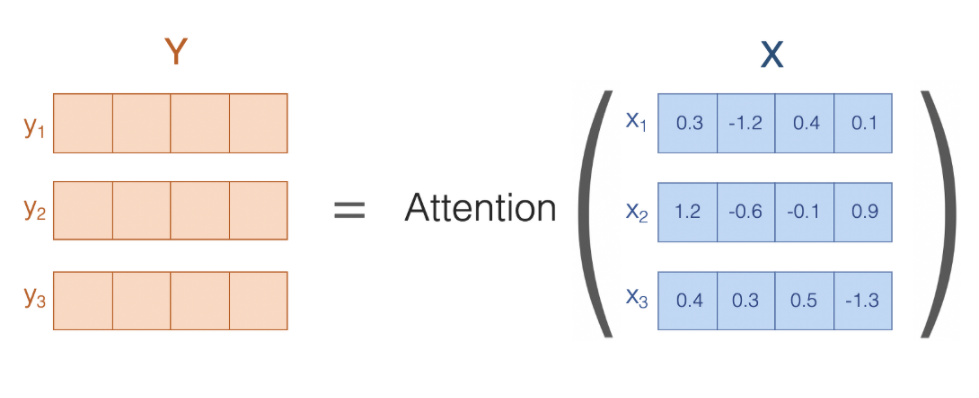 Y
X
y₁
x₁ 0.3 -1.2 0.4 0.1
y₂ = Attention x₂ 1.2 -0.6 -0.1 0.9
y₃
x₃ 0.4 0.3 0.5 -1.3